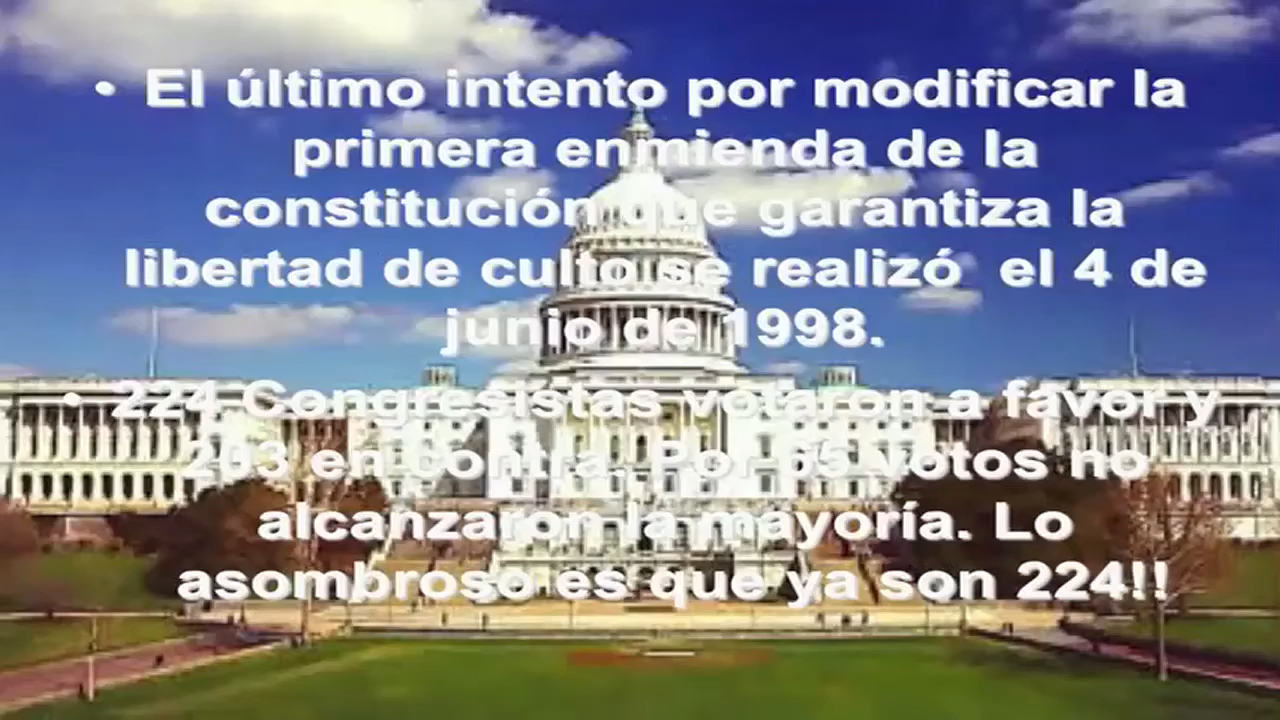 • El último intento por modificar la
primera enmienda de la
constitución que garantiza la
libertad de culto se realizó el 4 de
junio de 1998.
• 224 Congresistas votaron a favor y
203 en contra. Por 65 votos no
alcanzaron la mayoría. Lo
asombroso es que ya son 224!!